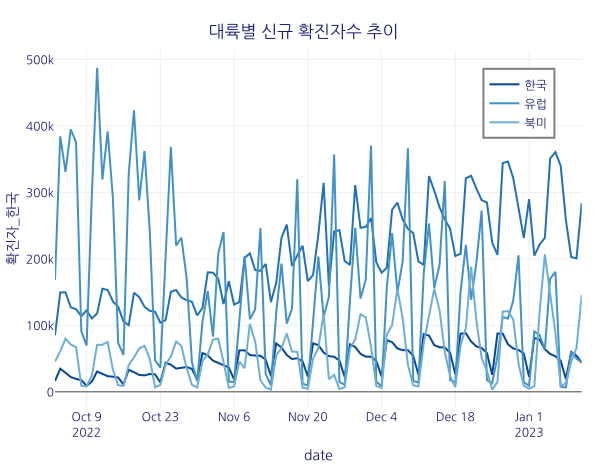 대륙별 신규 확진자수 추이
500k
400k
300k
200k
100k
0
확진자_한국
한국
유럽
북미
Oct 9
2022
Oct 23
Nov 6
Nov 20
Dec 4
Dec 18
Jan 1
2023
date